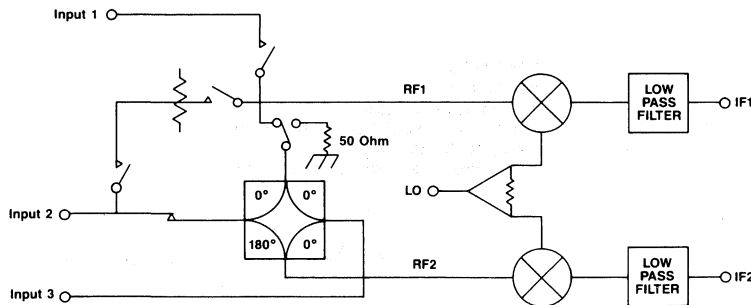 Input 1
RF1
LOW
PASS
FILTER
IF1
50 Ohm
0° 0°
LO
Input 2
180° 0°
RF2
LOW
PASS
FILTER
IF2
Input 3